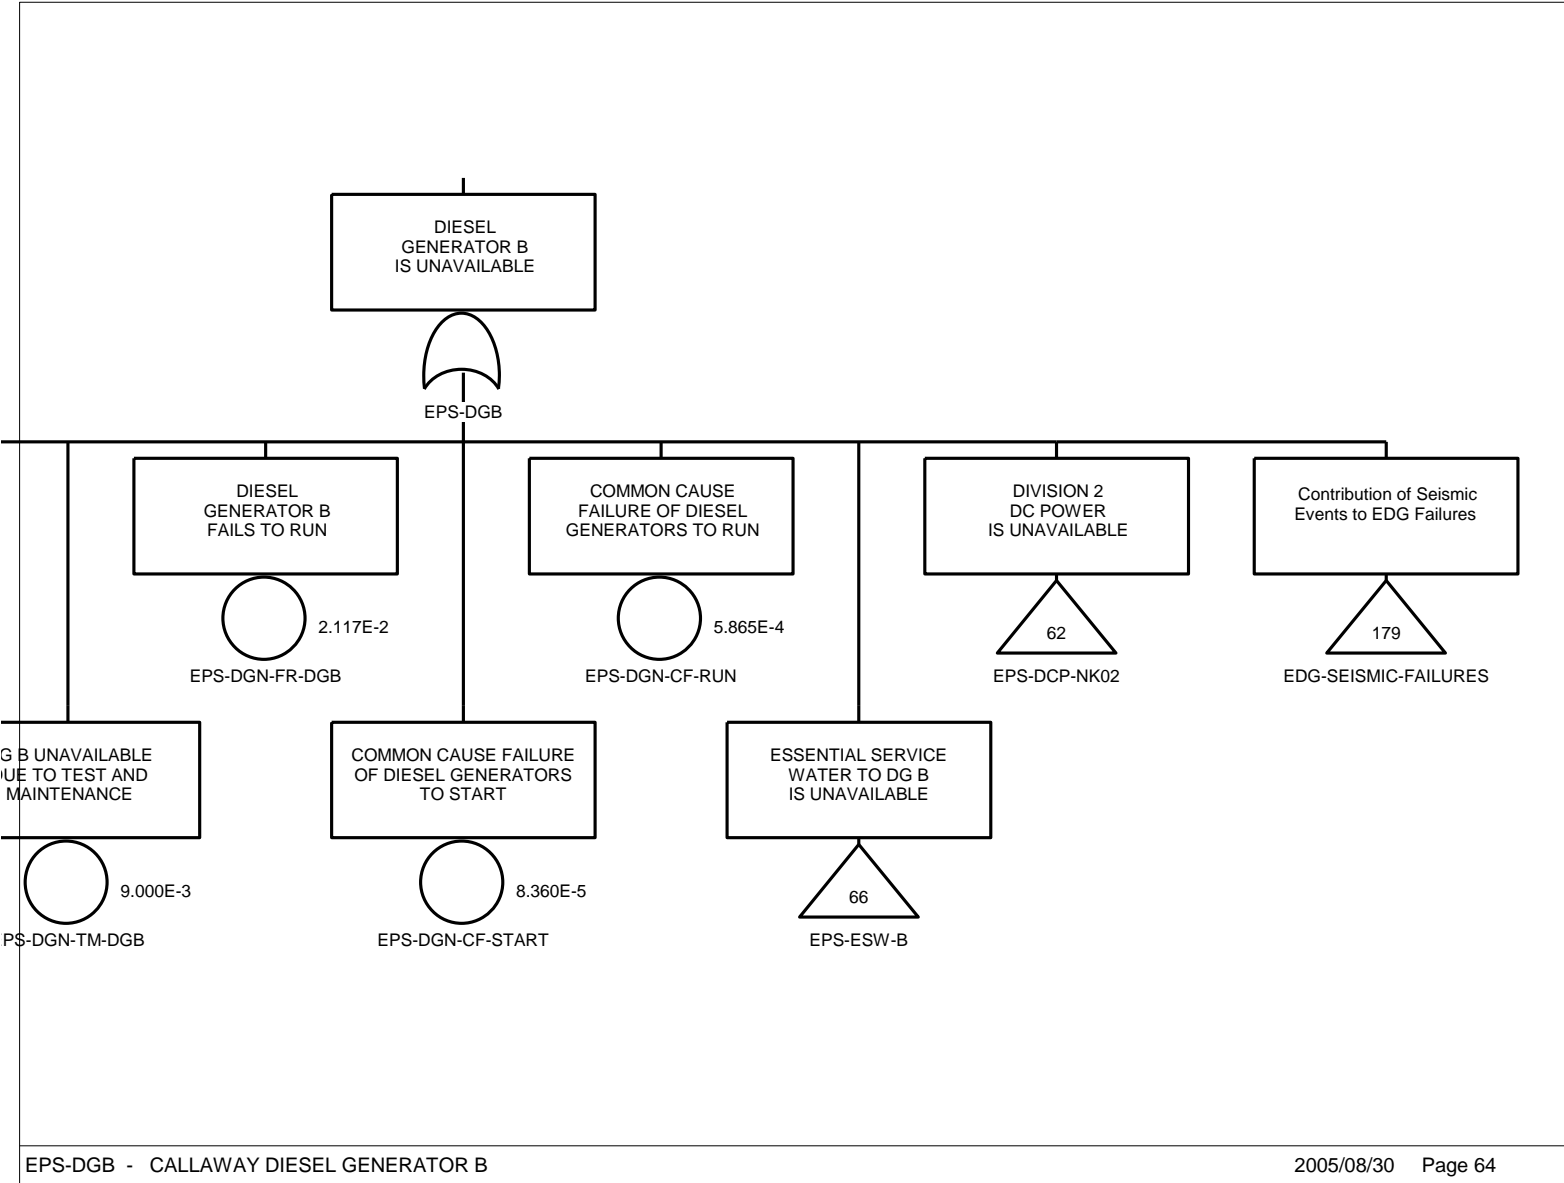 DIESEL
GENERATOR B
IS UNAVAILABLE
EPS-DGB
DIESEL
GENERATOR B
FAILS TO RUN
2.117E-2
EPS-DGN-FR-DGB
COMMON CAUSE
FAILURE OF DIESEL
GENERATORS TO RUN
5.865E-4
EPS-DGN-CF-RUN
DIVISION 2
DC POWER
IS UNAVAILABLE
62
EPS-DCP-NK02
Contribution of Seismic
Events to EDG Failures
179
EDG-SEISMIC-FAILURES
G B UNAVAILABLE
UE TO TEST AND
MAINTENANCE
9.000E-3
PS-DGN-TM-DGB
COMMON CAUSE FAILURE
OF DIESEL GENERATORS
TO START
8.360E-5
EPS-DGN-CF-START
ESSENTIAL SERVICE
WATER TO DG B
IS UNAVAILABLE
66
EPS-ESW-B
EPS-DGB - CALLAWAY DIESEL GENERATOR B
2005/08/30 Page 64